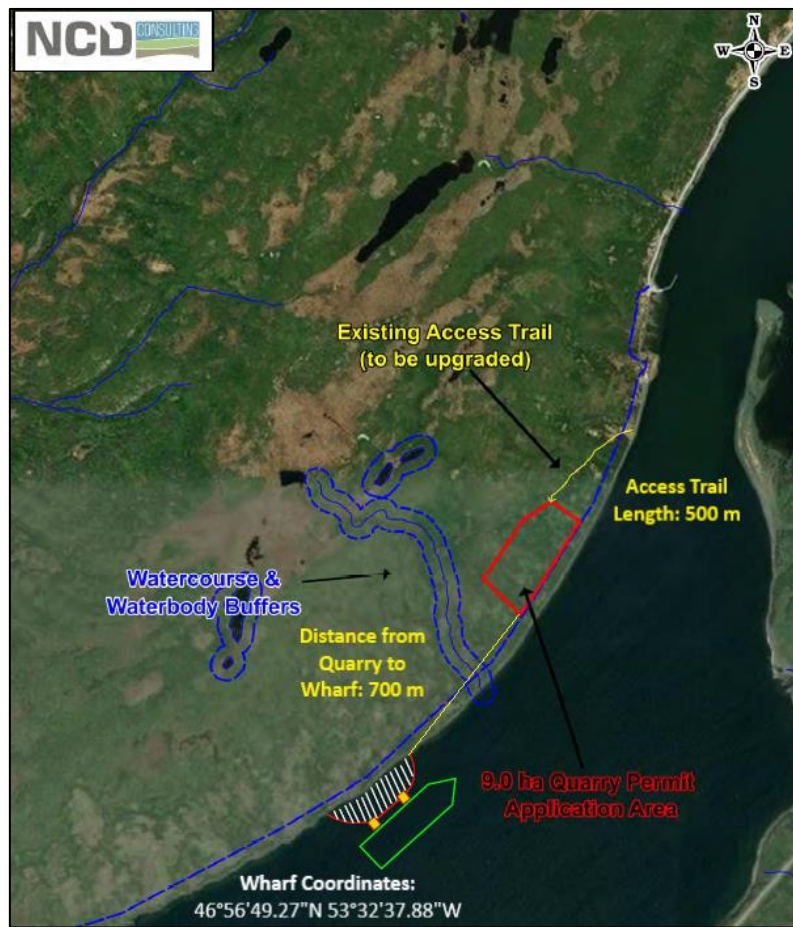 NCD CONSULTING
N
W E
S
Existing Access Trail
(to be upgraded)
Access Trail
Length: 500 m
Watercourse &
Waterbody Buffers
Distance from
Quarry to
Wharf: 700 m
9.0 ha Quarry Permit
Application Area
Wharf Coordinates:
46°56'49.27"N 53°32'37.88"W